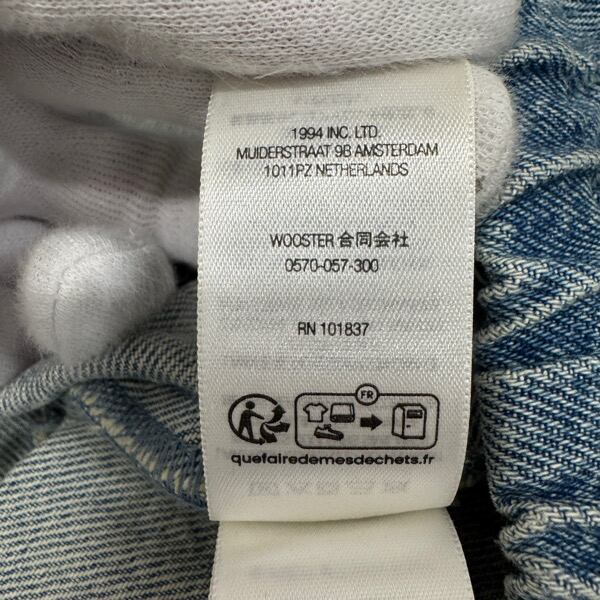 1994 INC. LTD.
MUIDERSTRAAT 9B AMSTERDAM
1011PZ NETHERLANDS
WOOSTER 合同会社
0570-057-300
RN 101837
FR
quefairedemesdechets.fr